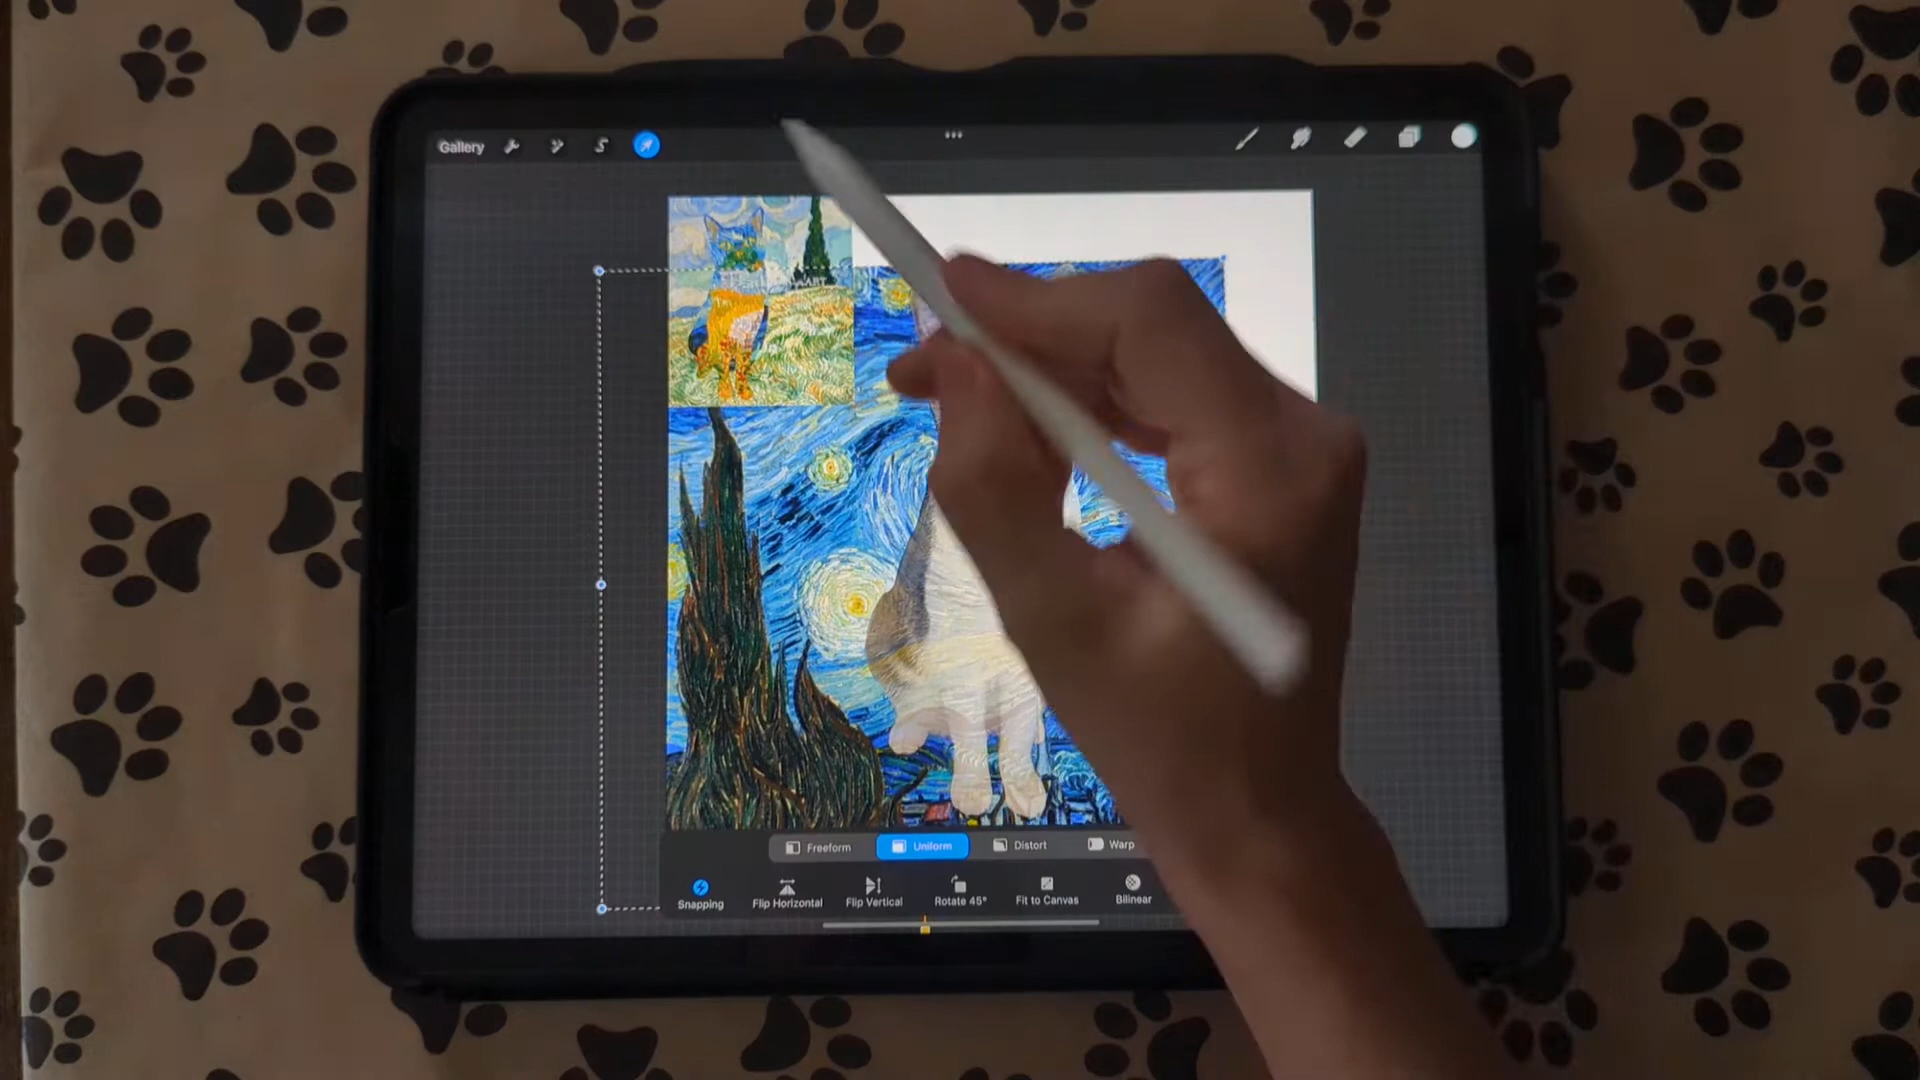 Gallery
Freeform
Uniform
Distort
Warp
Snapping
Flip Horizontal
Flip Vertical
Rotate 45°
Fit to Canvas
Bilinear